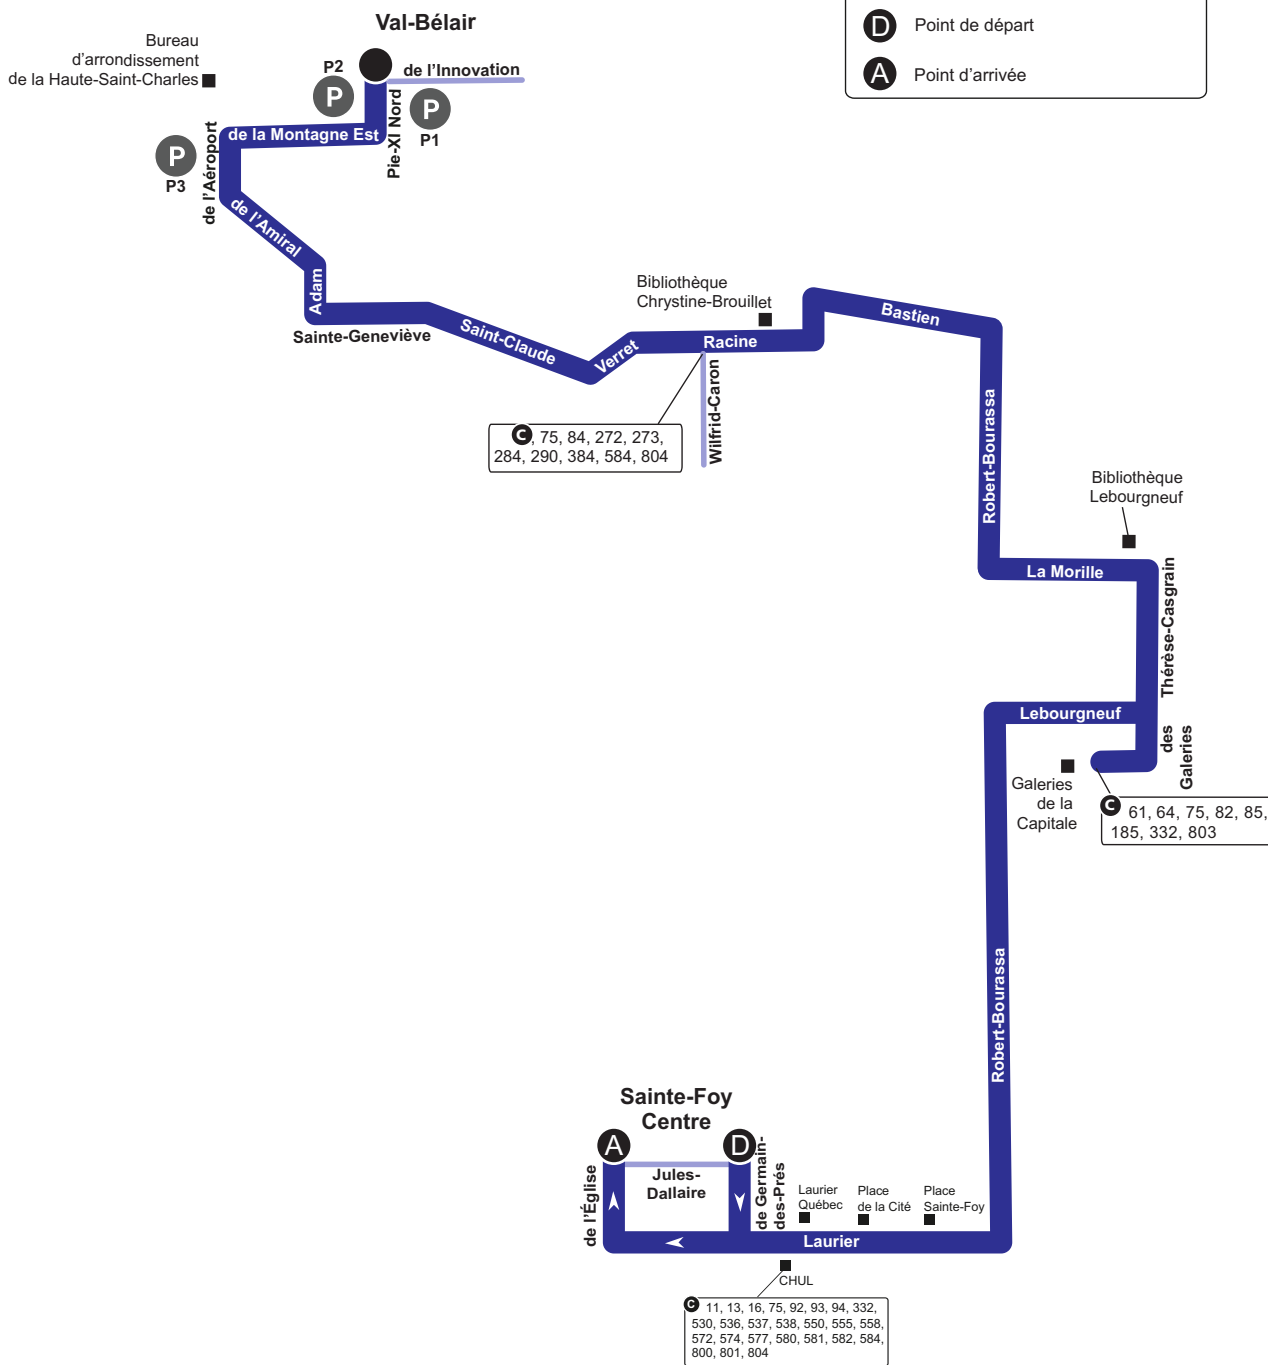 D Point de départ
A Point d'arrivée
Val-Bélair
Bureau
d'arrondissement
de la Haute-Saint-Charles
P2
P
de l'Innovation
P
P1
Pie-XI Nord
de la Montagne Est
P
P3
de l'Aéroport
de l'Amiral
Adam
Sainte-Geneviève
Saint-Claude
Verret
Bibliothèque
Chrystine-Brouillet
Racine
Wilfrid-Caron
C, 75, 84, 272, 273,
284, 290, 384, 584, 804
Bastien
Robert-Bourassa
Bibliothèque
Lebourgneuf
La Morille
Thérèse-Casgrain
Lebourgneuf
des
Galeries
Galeries
de la
Capitale
C 61, 64, 75, 82, 85,
185, 332, 803
Robert-Bourassa
Sainte-Foy
Centre
A
D
Jules-
Dallaire
de l'Église
de Germain-
des-Prés
Laurier
Québec
Place
de la Cité
Place
Sainte-Foy
Laurier
CHUL
C 11, 13, 16, 75, 92, 93, 94, 332,
530, 536, 537, 538, 550, 555, 558,
572, 574, 577, 580, 581, 582, 584,
800, 801, 804